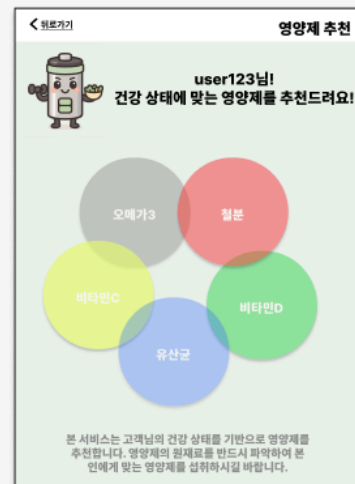 뒤로가기
영양제 추천
user123님!
건강 상태에 맞는 영양제를 추천드려요!
오메가3
철분
비타민C
비타민D
유산균
본 서비스는 고객님의 건강 상태를 기반으로 영양제를
추천합니다. 영양제의 원재료를 반드시 파악하여 본
인에게 맞는 영양제를 섭취하시길 바랍니다.